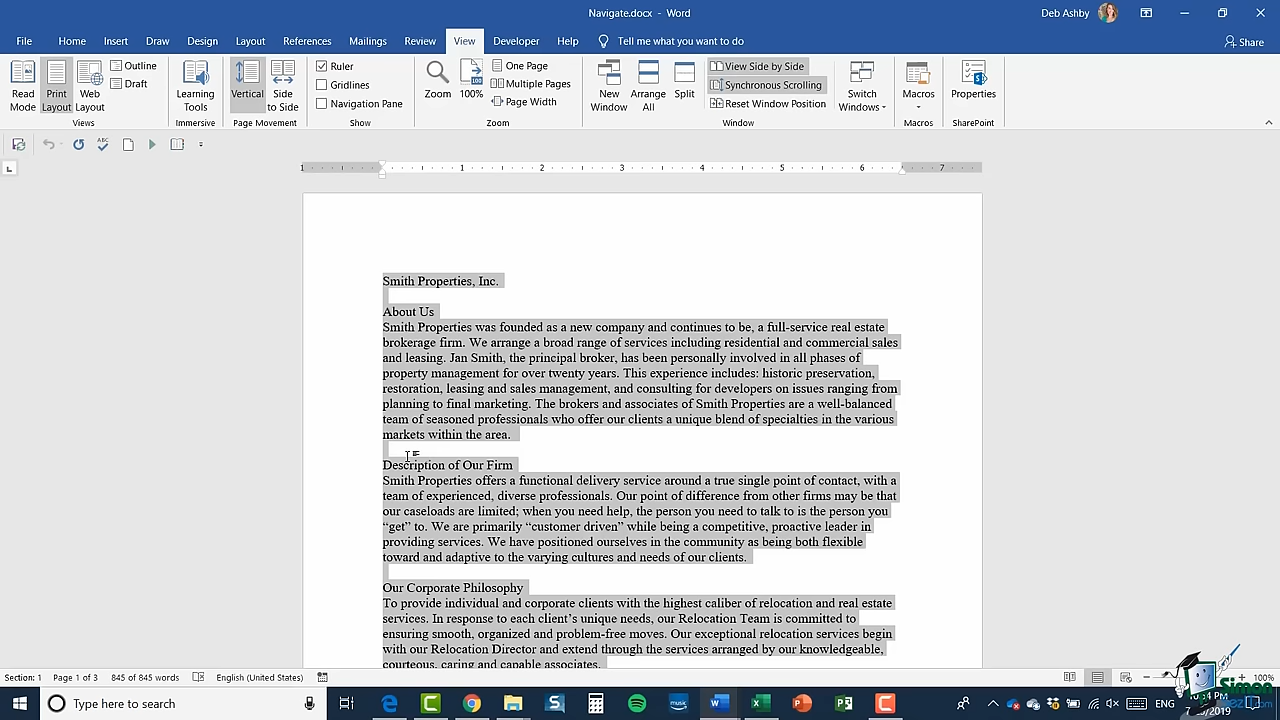 Navigate.docx - Word
Deb Ashby
File Home Insert Draw Design Layout References Mailings Review View Developer Help Tell me what you want to do Share
Read Mode
Print Layout
Web Layout
Outline
Draft
Views
Learning Tools
Immersive
Vertical
Side to Side
Page Movement
Ruler
Gridlines
Navigation Pane
Show
Zoom
100%
One Page
Multiple Pages
Page Width
Zoom
New Window
Arrange All
Split
View Side by Side
Synchronous Scrolling
Reset Window Position
Switch Windows
Window
Macros
Macros
Properties
SharePoint
ABC
1 1 2 3 4 5 6 7
Smith Properties, Inc.
About Us
Smith Properties was founded as a new company and continues to be, a full-service real estate
brokerage firm. We arrange a broad range of services including residential and commercial sales
and leasing. Jan Smith, the principal broker, has been personally involved in all phases of
property management for over twenty years. This experience includes: historic preservation,
restoration, leasing and sales management, and consulting for developers on issues ranging from
planning to final marketing. The brokers and associates of Smith Properties are a well-balanced
team of seasoned professionals who offer our clients a unique blend of specialties in the various
markets within the area.
Description of Our Firm
Smith Properties offers a functional delivery service around a true single point of contact, with a
team of experienced, diverse professionals. Our point of difference from other firms may be that
our caseloads are limited; when you need help, the person you need to talk to is the person you
“get” to. We are primarily “customer driven” while being a competitive, proactive leader in
providing services. We have positioned ourselves in the community as being both flexible
toward and adaptive to the varying cultures and needs of our clients.
Our Corporate Philosophy
To provide individual and corporate clients with the highest caliber of relocation and real estate
services. In response to each client’s unique needs, our Relocation Team is committed to
ensuring smooth, organized and problem-free moves. Our exceptional relocation services begin
with our Relocation Director and extend through the services arranged by our knowledgeable,
courteous, caring and capable associates.
Section: 1 Page 1 of 3 845 of 845 words English (United States) 100%
Type here to search
ENG
Simon